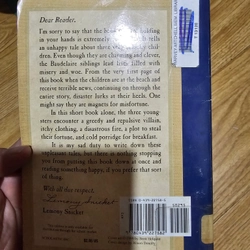 Dear Reader,
I'm sorry to say that the book you are holding
in your hands is extremely unpleasant. It tells
an unhappy tale about three very unlucky children.
Even though they are charming and clever,
the Baudelaire siblings lead lives filled with
misery and woe. From the very first page of
this book when the children are at the beach and
receive terrible news, continuing on through the entire
story, disaster lurks at their heels. One
might say they are magnets for misfortune.
In this short book alone, the three youngsters
encounter a greedy and repulsive villain,
itchy clothing, a disastrous fire, a plot to steal
their fortune, and cold porridge for breakfast.
It is my sad duty to write down these
unpleasant tales, but there is nothing stopping
you from putting this book down at once and
reading something happy, if you prefer that sort
of thing.
With all due respect,
Lemony Snicket
Lemony Snicket